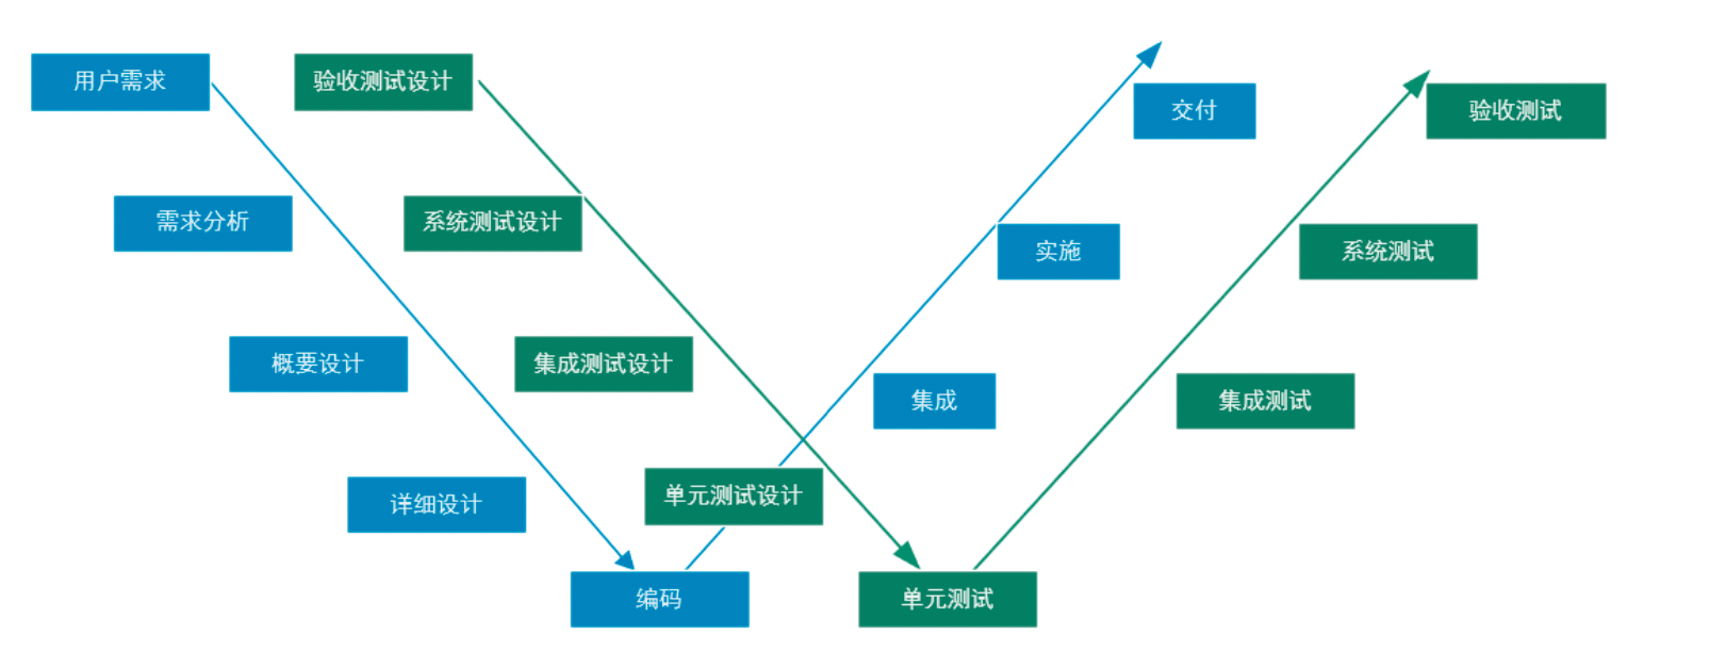 用户需求
验收测试设计
交付
验收测试
需求分析
系统测试设计
实施
系统测试
概要设计
集成测试设计
集成
集成测试
详细设计
单元测试设计
编码
单元测试